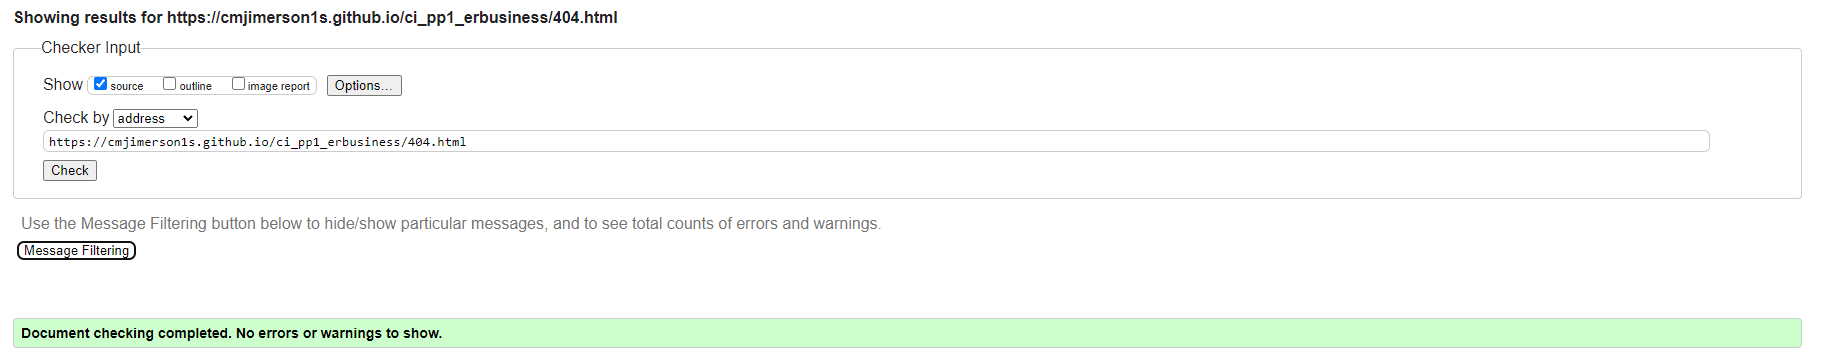 Showing results for https://cmjimerson1s.github.io/ci_pp1_erbusiness/404.html
Checker Input
Show source outline image report Options...
Check by address
https://cmjimerson1s.github.io/ci_pp1_erbusiness/404.html
Check
Use the Message Filtering button below to hide/show particular messages, and to see total counts of errors and warnings.
Message Filtering
Document checking completed. No errors or warnings to show.